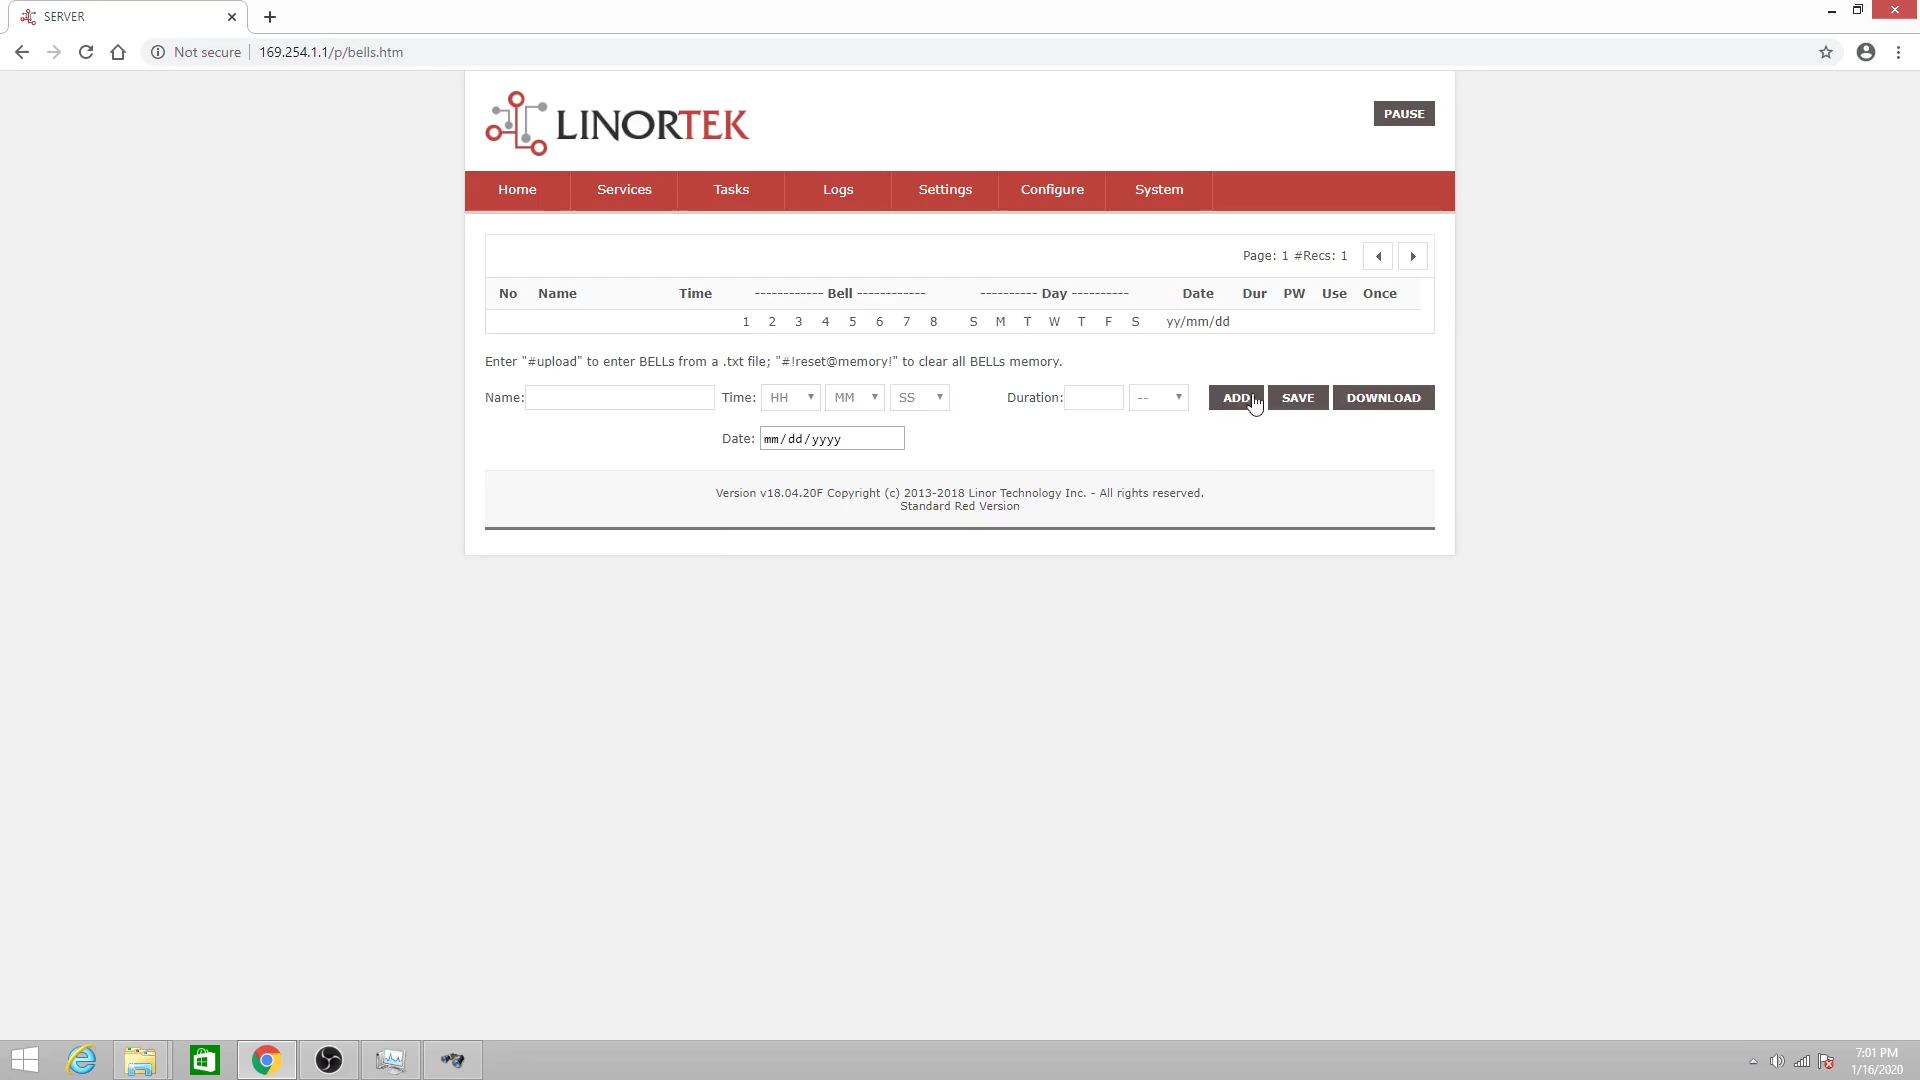 SERVER
Not secure | 169.254.1.1/p/bells.htm
LINORTEK
PAUSE
Home Services Tasks Logs Settings Configure System
Page: 1 #Recs: 1
No Name Time ------------ Bell ------------ ---------- Day ---------- Date Dur PW Use Once
1 2 3 4 5 6 7 8 S M T W T F S yy/mm/dd
Enter "#upload" to enter BELLs from a .txt file; "#!reset@memory!" to clear all BELLs memory.
Name: Time: HH MM SS Duration: -- ADD SAVE DOWNLOAD
Date: mm/dd/yyyy
Version v18.04.20F Copyright (c) 2013-2018 Linor Technology Inc. - All rights reserved.
Standard Red Version
7:01 PM
1/16/2020